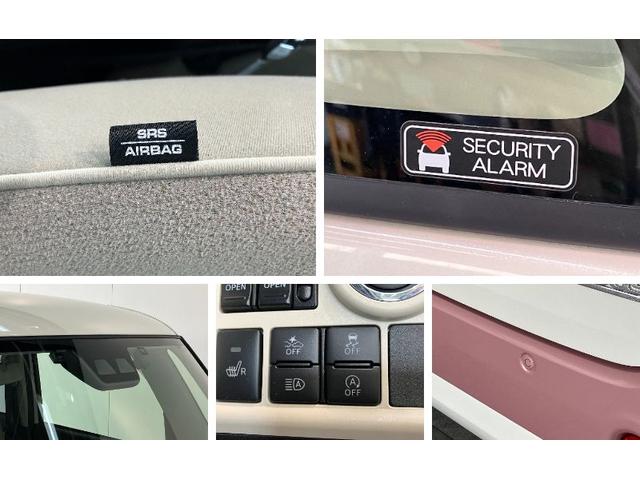 SRS
AIRBAG
SECURITY
ALARM
OPEN
OPEN
OFF
OFF
R
A
A
OFF